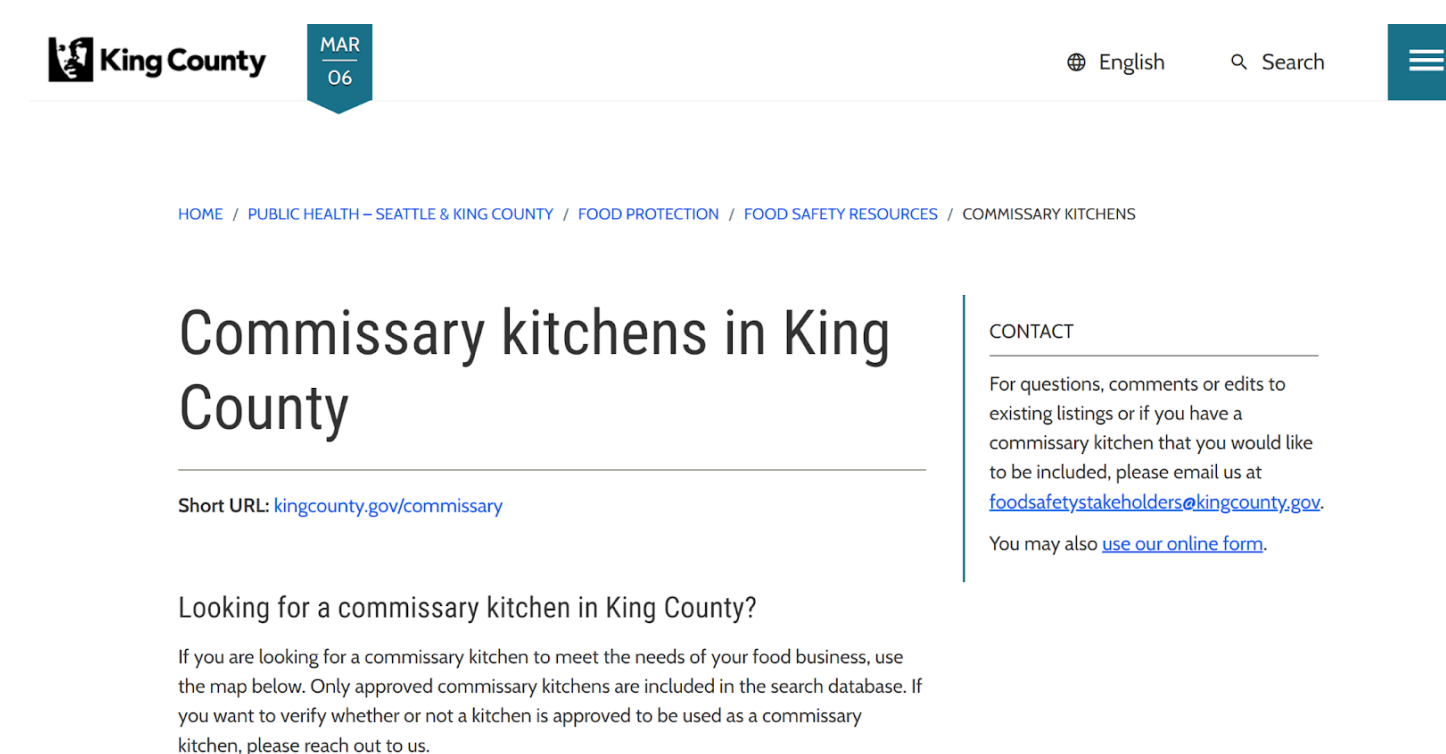 King County
MAR
06
English
Search
HOME / PUBLIC HEALTH – SEATTLE & KING COUNTY / FOOD PROTECTION / FOOD SAFETY RESOURCES / COMMISSARY KITCHENS
Commissary kitchens in King
County
Short URL: kingcounty.gov/commissary
Looking for a commissary kitchen in King County?
If you are looking for a commissary kitchen to meet the needs of your food business, use
the map below. Only approved commissary kitchens are included in the search database. If
you want to verify whether or not a kitchen is approved to be used as a commissary
kitchen, please reach out to us.
CONTACT
For questions, comments or edits to
existing listings or if you have a
commissary kitchen that you would like
to be included, please email us at
foodsafetystakeholders@kingcounty.gov.
You may also use our online form.